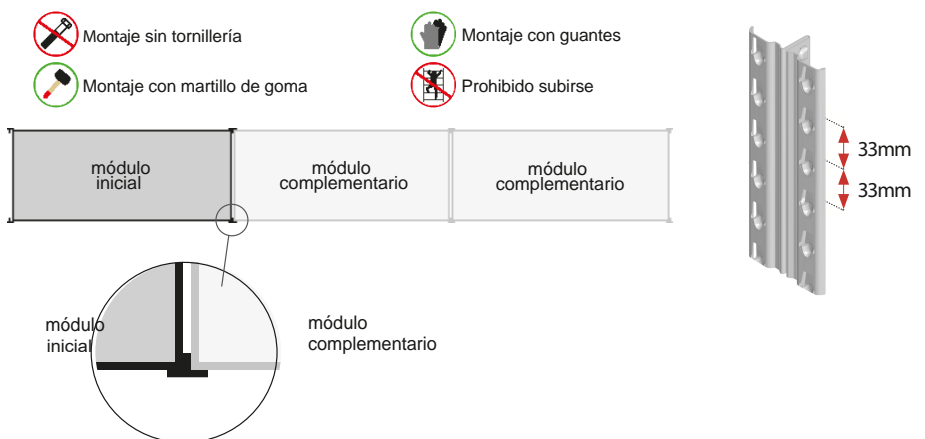 Montaje sin tornillería
Montaje con guantes
Montaje con martillo de goma
Prohibido subirse
módulo
inicial
módulo
complementario
módulo
complementario
33mm
33mm
módulo
inicial
módulo
complementario